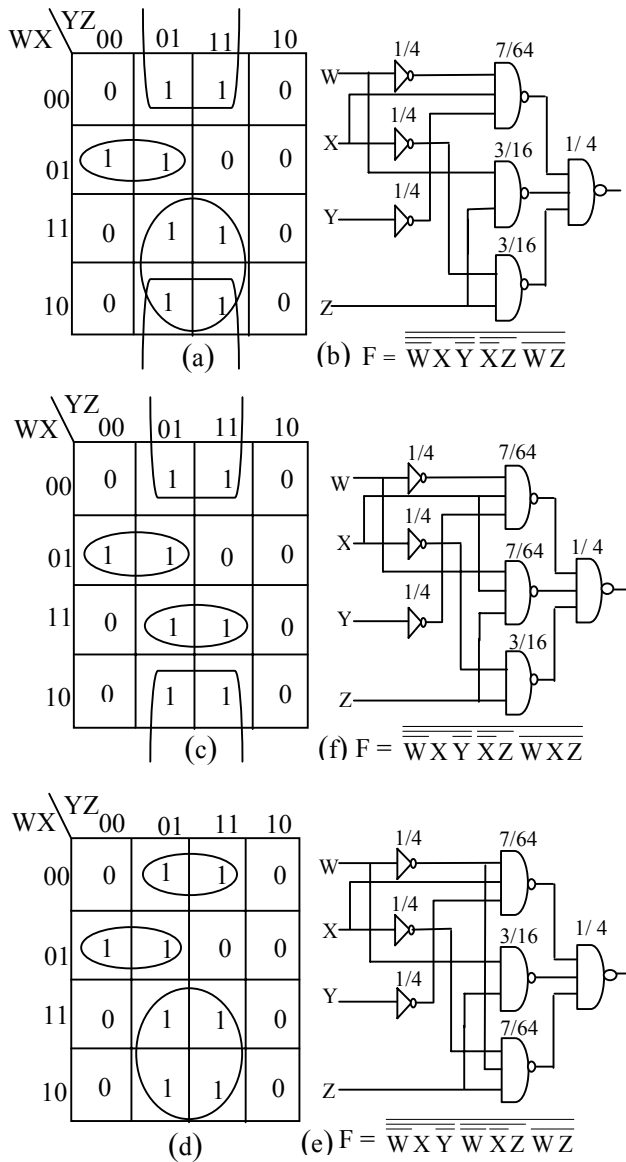 YZ
WX 00 01 11 10
00 0 1 1 0
01 1 1 0 0
11 0 1 1 0
10 0 1 1 0
(a)
1/4 7/64
W
1/4
X 3/16 1/ 4
1/4
Y 3/16
Z
(b) F = W X Y X Z W Z
YZ
WX 00 01 11 10
00 0 1 1 0
01 1 1 0 0
11 0 1 1 0
10 0 1 1 0
(c)
1/4 7/64
W
1/4
X 7/64 1/ 4
1/4
Y 3/16
Z
(f) F = W X Y X Z W X Z
YZ
WX 00 01 11 10
00 0 1 1 0
01 1 1 0 0
11 0 1 1 0
10 0 1 1 0
(d)
1/4 7/64
W
1/4
X 3/16 1/ 4
1/4
Y 7/64
Z
(e) F = W X Y W X Z W Z